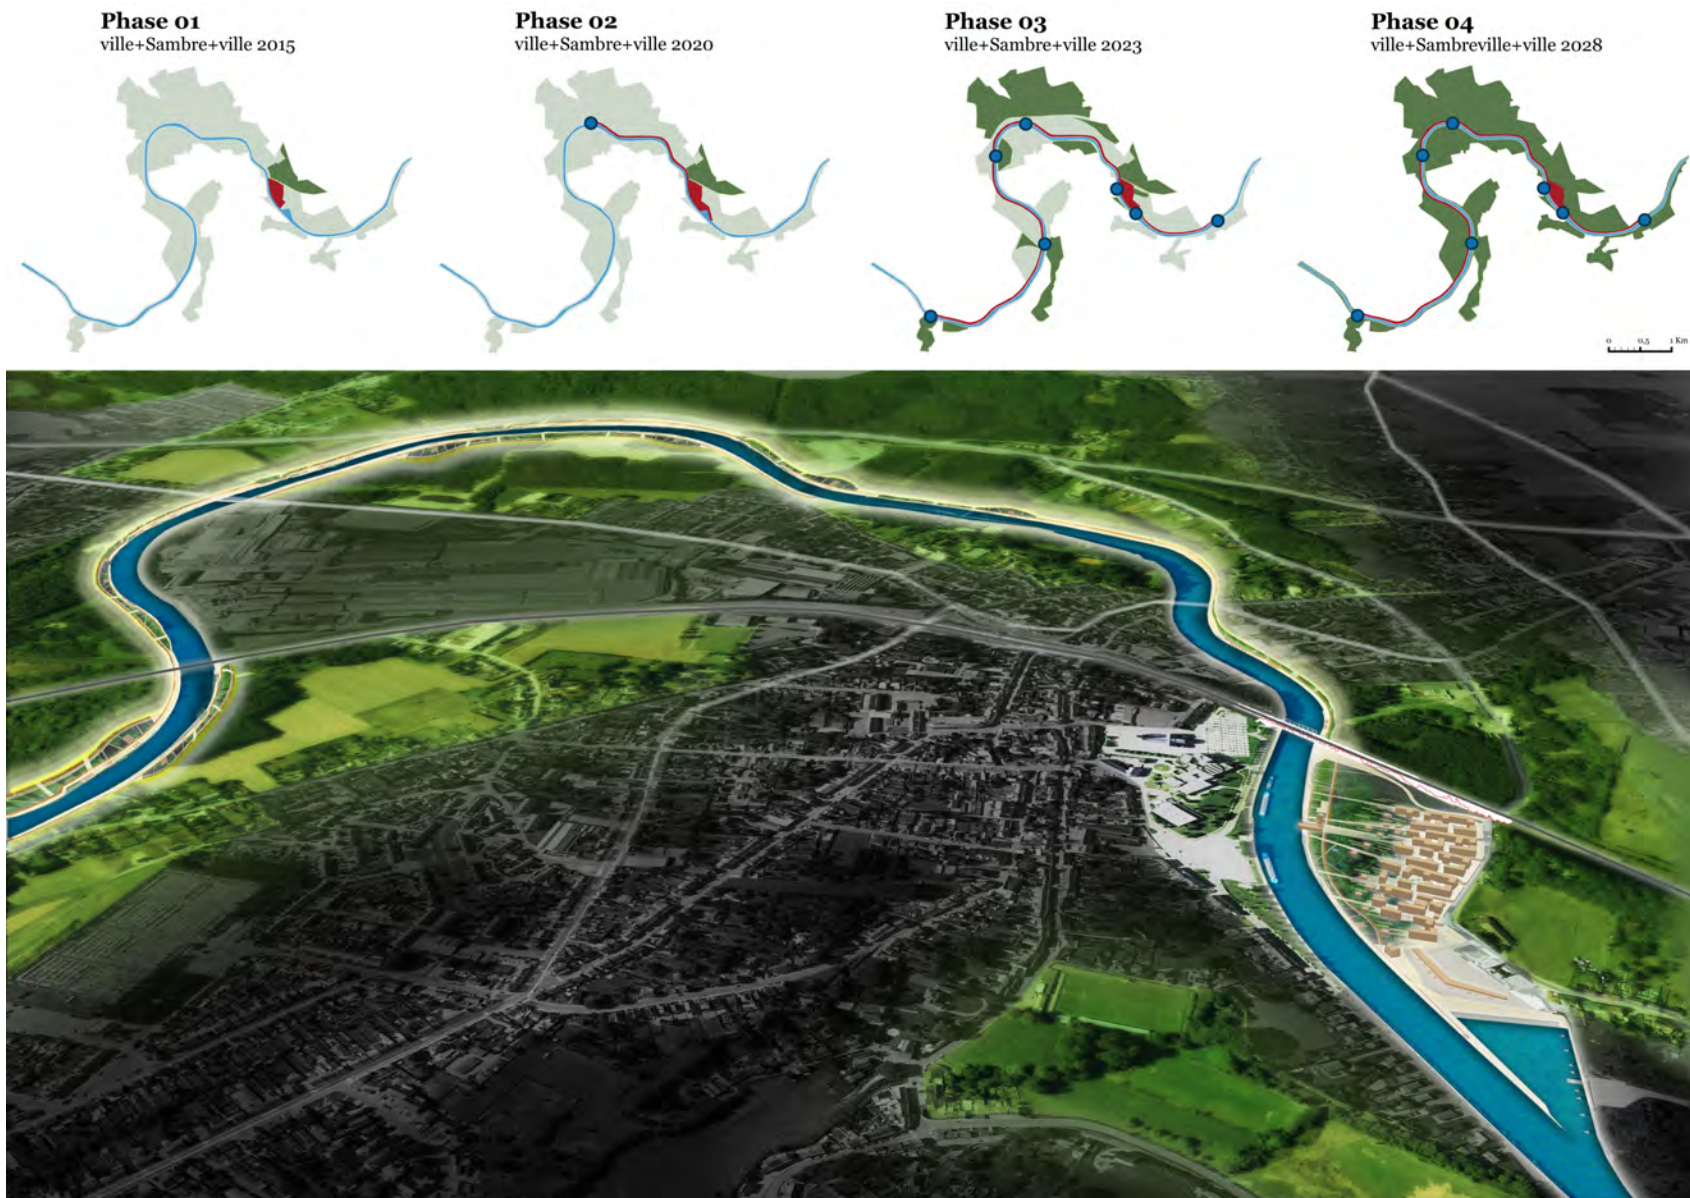 Phase 01
ville+Sambre+ville 2015
Phase 02
ville+Sambre+ville 2020
Phase 03
ville+Sambre+ville 2023
Phase 04
ville+Sambreville+ville 2028
0 0,5 1 Km